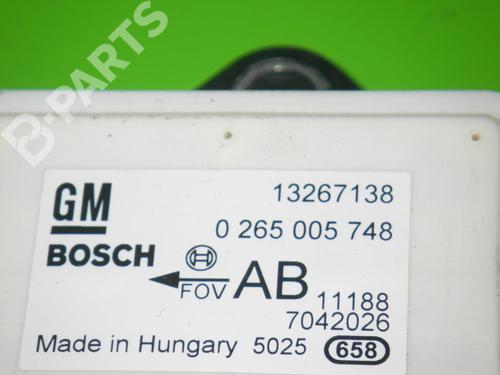 B-PARTS
GM 13267138
BOSCH 0 265 005 748
FOV AB 11188
7042026
Made in Hungary 5025 658